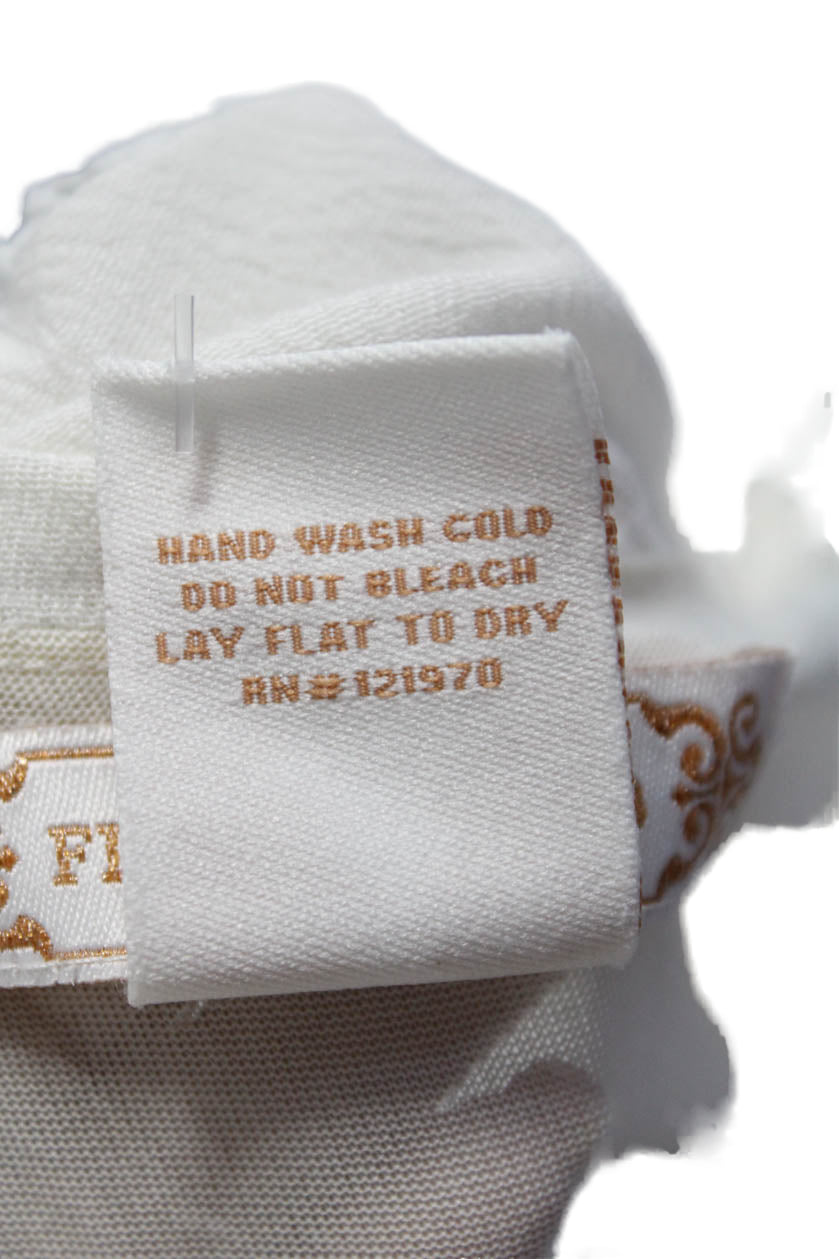 HAND WASH COLD
DO NOT BLEACH
LAY FLAT TO DRY
RN#121970